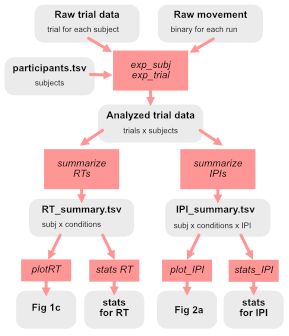 Raw trial data
trial for each subject
Raw movement
binary for each run
participants.tsv
subjects
exp_subj
exp_trial
Analyzed trial data
trials x subjects
summarize
RTs
summarize
IPIs
RT_summary.tsv
subj x conditions
IPI_summary.tsv
subj x conditions x IPI
plotRT
stats RT
plot_IPI
stats_IPI
Fig 1c
stats
for RT
Fig 2a
stats
for IPI